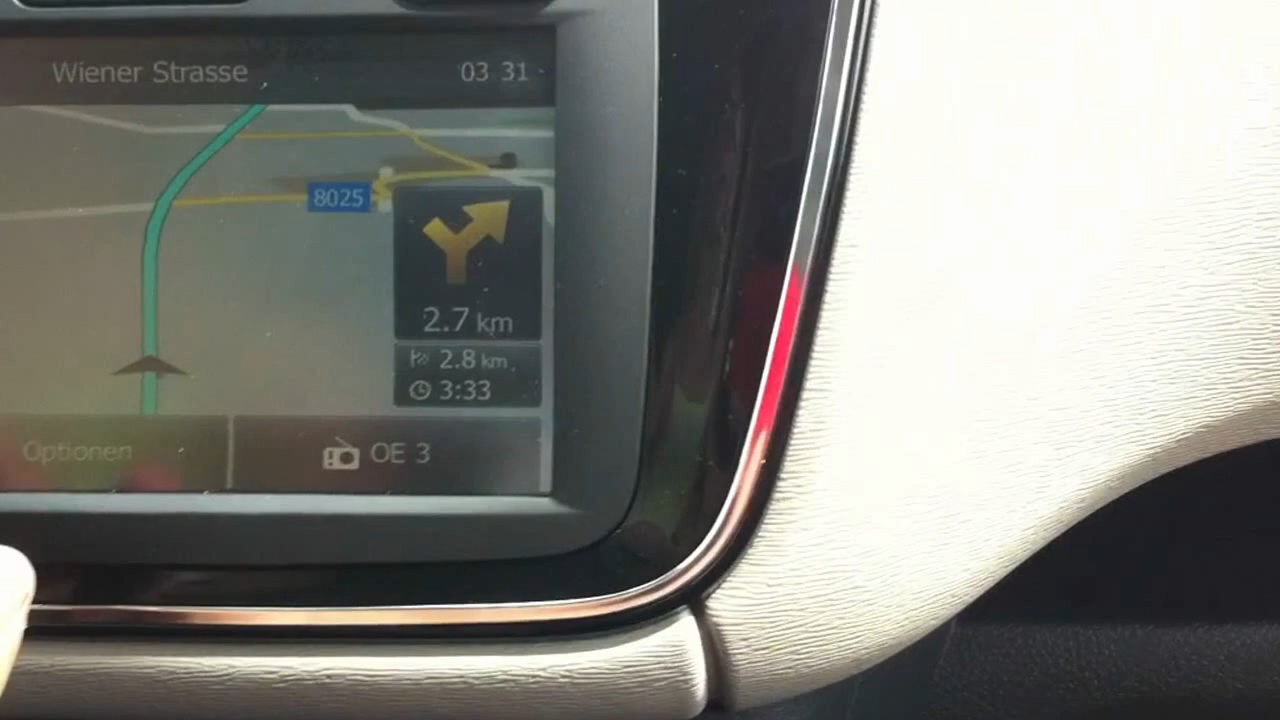 Wiener Strasse 03 31
8025
2.7 km
2.8 km
3:33
Optionen OE 3